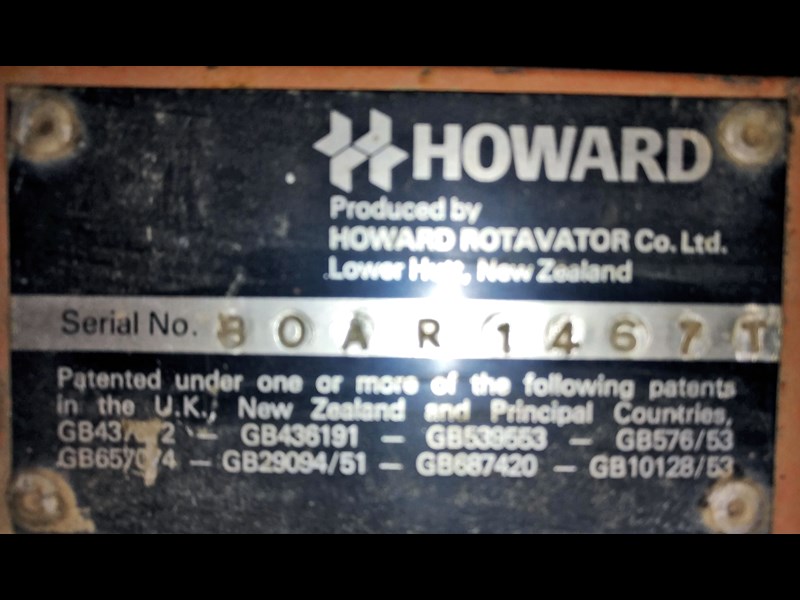 HOWARD
Produced by
HOWARD ROTAVATOR Co. Ltd.
Lower Hutt, New Zealand
Serial No. 80AR1467T
Patented under one or more of the following patents
in the U.K., New Zealand and Principal Countries,
— GB436191 — GB539553 — GB576/53
— GB29094/51 — GB687420 — GB10128/53